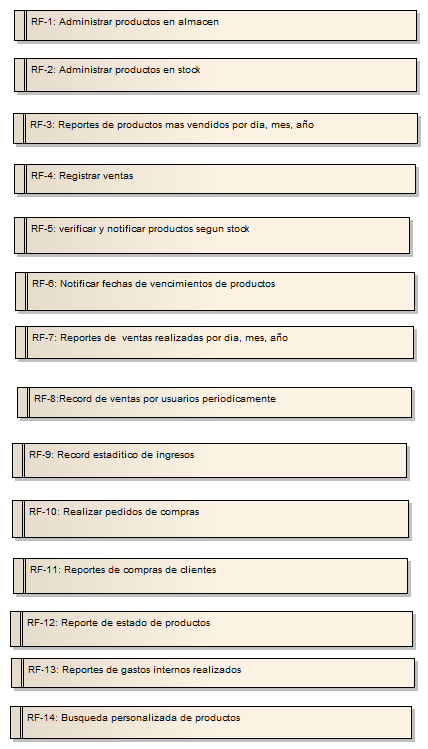 RF-1: Administrar productos en almacen
RF-2: Administrar productos en stock
RF-3: Reportes de productos mas vendidos por dia, mes, año
RF-4: Registrar ventas
RF-5: verificar y notificar productos segun stock
RF-6: Notificar fechas de vencimientos de productos
RF-7: Reportes de  ventas realizadas por dia, mes, año
RF-8:Record de ventas por usuarios periodicamente
RF-9: Record estaditico de ingresos
RF-10: Realizar pedidos de compras
RF-11: Reportes de compras de clientes
RF-12: Reporte de estado de productos
RF-13: Reportes de gastos internos realizados
RF-14: Busqueda personalizada de productos